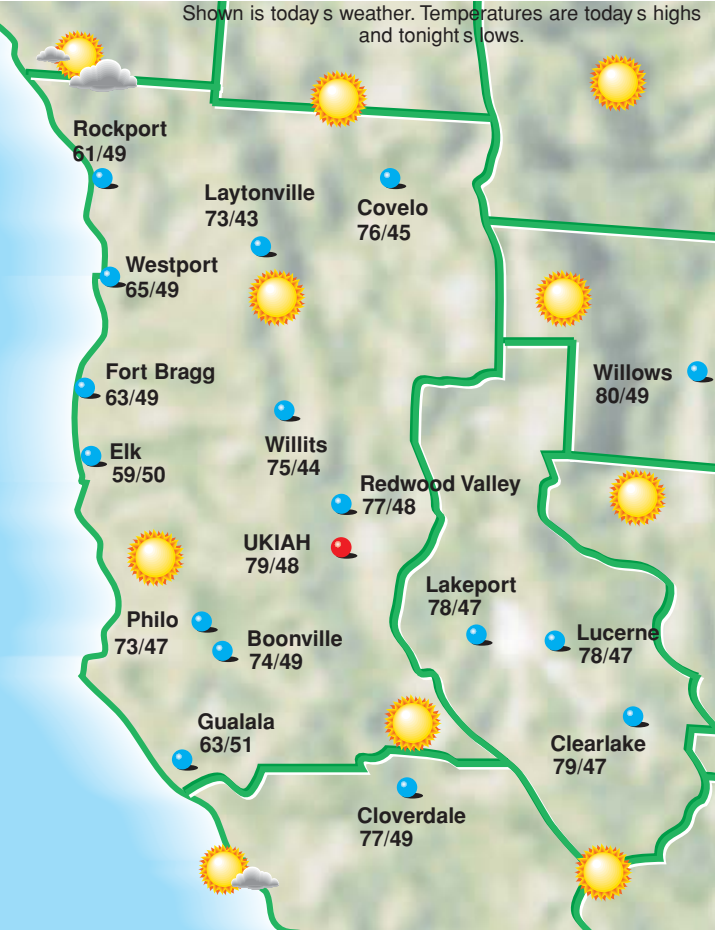 Shown is today s weather. Temperatures are today s highs
and tonight s lows.
Rockport
61/49
Laytonville
73/43
Covelo
76/45
Westport
65/49
Fort Bragg
63/49
Willows
80/49
Elk
59/50
Willits
75/44
Redwood Valley
77/48
UKIAH
79/48
Lakeport
78/47
Philo
73/47
Boonville
74/49
Lucerne
78/47
Gualala
63/51
Clearlake
79/47
Cloverdale
77/49